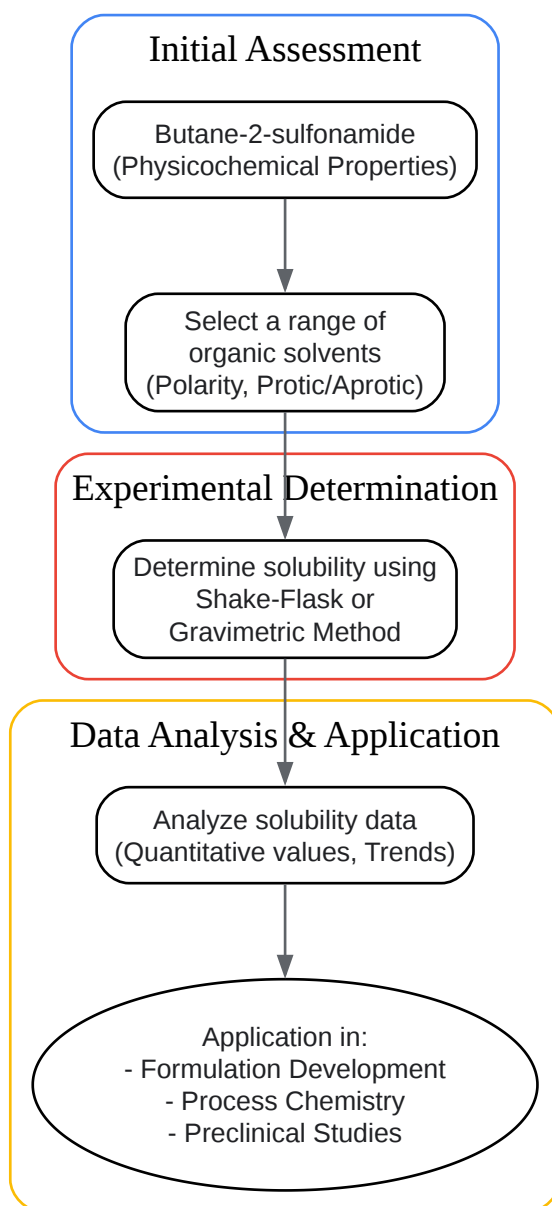 Initial Assessment
Butane-2-sulfonamide
(Physicochemical Properties)
Select a range of
organic solvents
(Polarity, Protic/Aprotic)
Experimental Determination
Determine solubility using
Shake-Flask or
Gravimetric Method
Data Analysis & Application
Analyze solubility data
(Quantitative values, Trends)
Application in:
- Formulation Development
- Process Chemistry
- Preclinical Studies